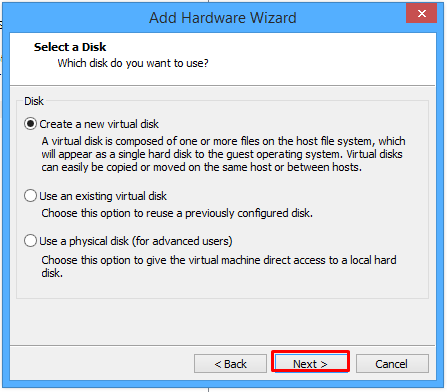 Add Hardware Wizard
Select a Disk
Which disk do you want to use?
Disk
Create a new virtual disk
A virtual disk is composed of one or more files on the host file system, which
will appear as a single hard disk to the guest operating system. Virtual disks
can easily be copied or moved on the same host or between hosts.
Use an existing virtual disk
Choose this option to reuse a previously configured disk.
Use a physical disk (for advanced users)
Choose this option to give the virtual machine direct access to a local hard
disk.
< Back Next > Cancel